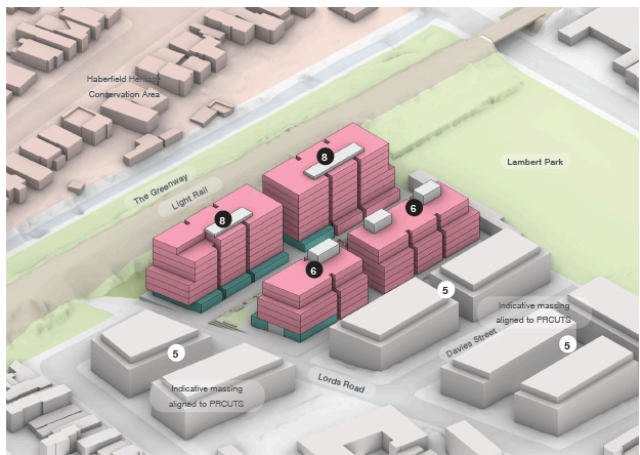 Haberfield Heritage
Conservation Area
The Greenway
Light Rail
Lambert Park
8
8
6
6
5
Indicative massing
aligned to PRCUTS
Davies Street
5
5
Lords Road
Indicative massing
aligned to PRCUTS